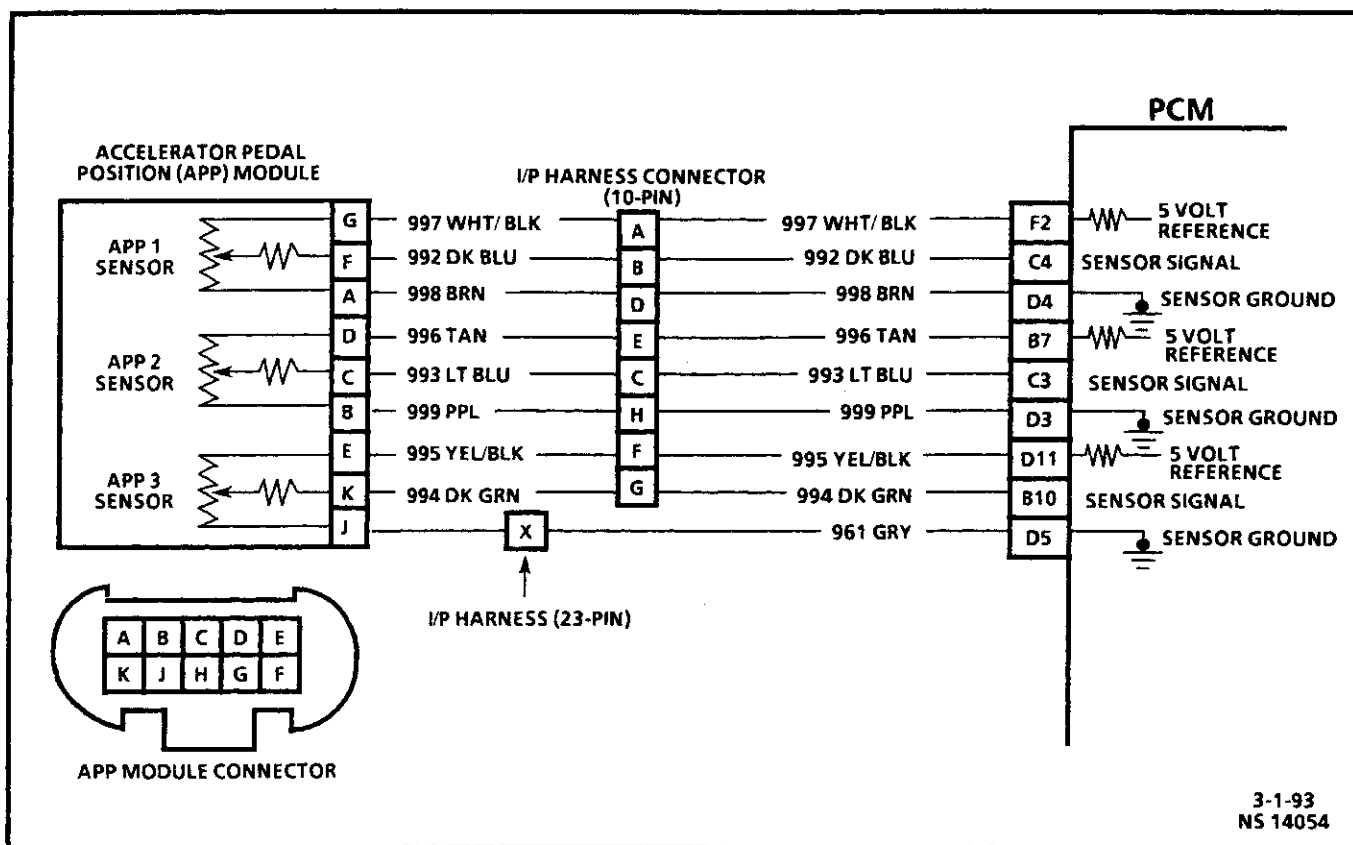 PCM
ACCELERATOR PEDAL
POSITION (APP) MODULE
I/P HARNESS CONNECTOR
(10-PIN)
APP 1
SENSOR
G 997 WHT/BLK A 997 WHT/BLK F2 5 VOLT
REFERENCE
F 992 DK BLU B 992 DK BLU C4 SENSOR SIGNAL
A 998 BRN D 998 BRN D4 SENSOR GROUND
APP 2
SENSOR
D 996 TAN E 996 TAN B7 5 VOLT
REFERENCE
C 993 LT BLU C 993 LT BLU C3 SENSOR SIGNAL
B 999 PPL H 999 PPL D3 SENSOR GROUND
APP 3
SENSOR
E 995 YEL/BLK F 995 YEL/BLK D11 5 VOLT
REFERENCE
K 994 DK GRN G 994 DK GRN B10 SENSOR SIGNAL
J X 961 GRY D5 SENSOR GROUND
I/P HARNESS (23-PIN)
A B C D E
K J H G F
APP MODULE CONNECTOR
3-1-93
NS 14054